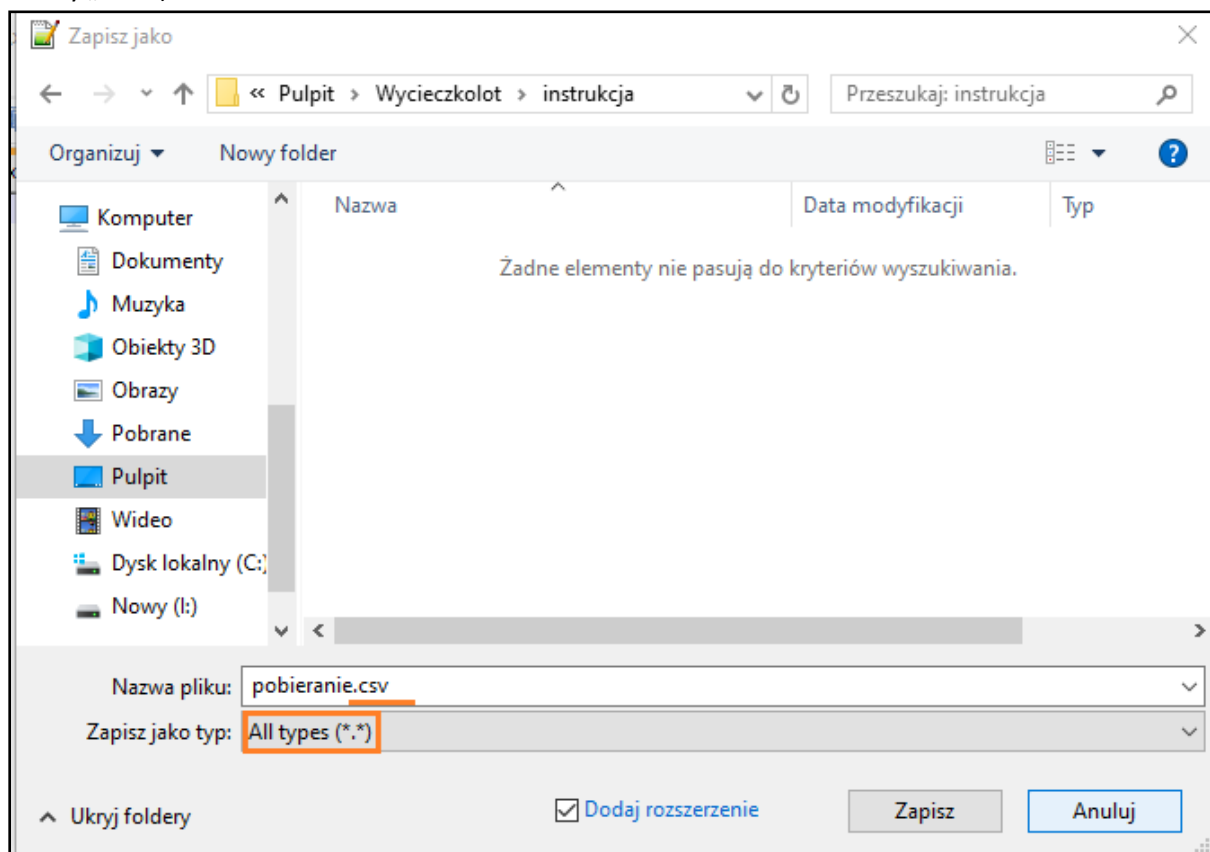 Zapisz jako
« Pulpit › Wycieczkolot › instrukcja
Przeszukaj: instrukcja
Organizuj
Nowy folder
?
Nazwa
Data modyfikacji
Typ
Komputer
Dokumenty
Muzyka
Obiekty 3D
Obrazy
Pobrane
Pulpit
Wideo
Dysk lokalny (C:)
Nowy (I:)
Żadne elementy nie pasują do kryteriów wyszukiwania.
Nazwa pliku: pobieranie.csv
Zapisz jako typ: All types (*.*)
Ukryj foldery
Dodaj rozszerzenie
Zapisz
Anuluj